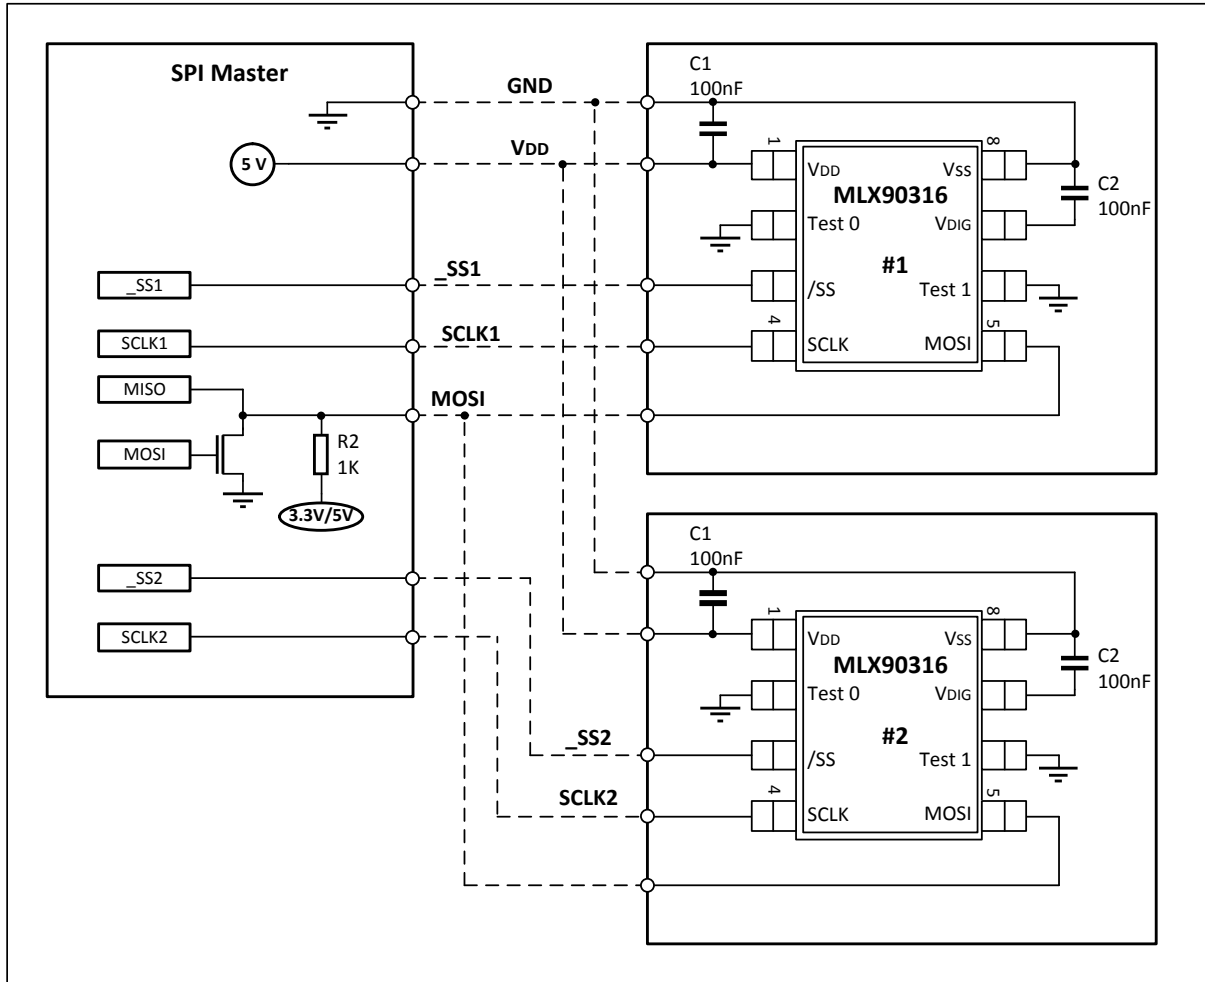 SPI Master
5 V
_SS1
SCLK1
MISO
MOSI
R2
1K
3.3V/5V
_SS2
SCLK2
GND
VDD
_SS1
SCLK1
MOSI
_SS2
SCLK2
C1
100nF
1
8
VDD
VSS
MLX90316
C2
100nF
Test 0
VDIG
#1
/SS
Test 1
4
5
SCLK
MOSI
C1
100nF
1
8
VDD
VSS
MLX90316
C2
100nF
Test 0
VDIG
#2
/SS
Test 1
4
5
SCLK
MOSI